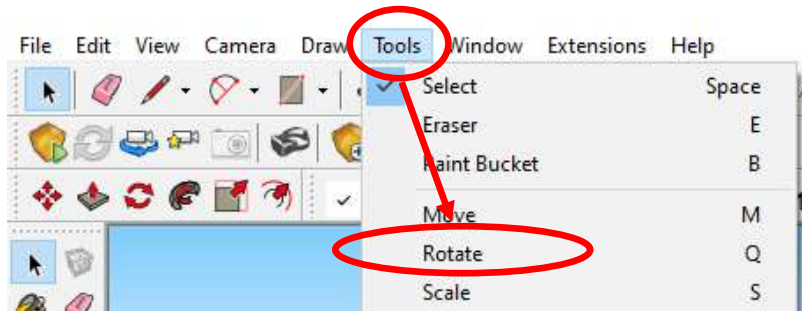 File Edit View Camera Draw Tools Window Extensions Help
Select Space
Eraser E
Paint Bucket B
Move M
Rotate Q
Scale S